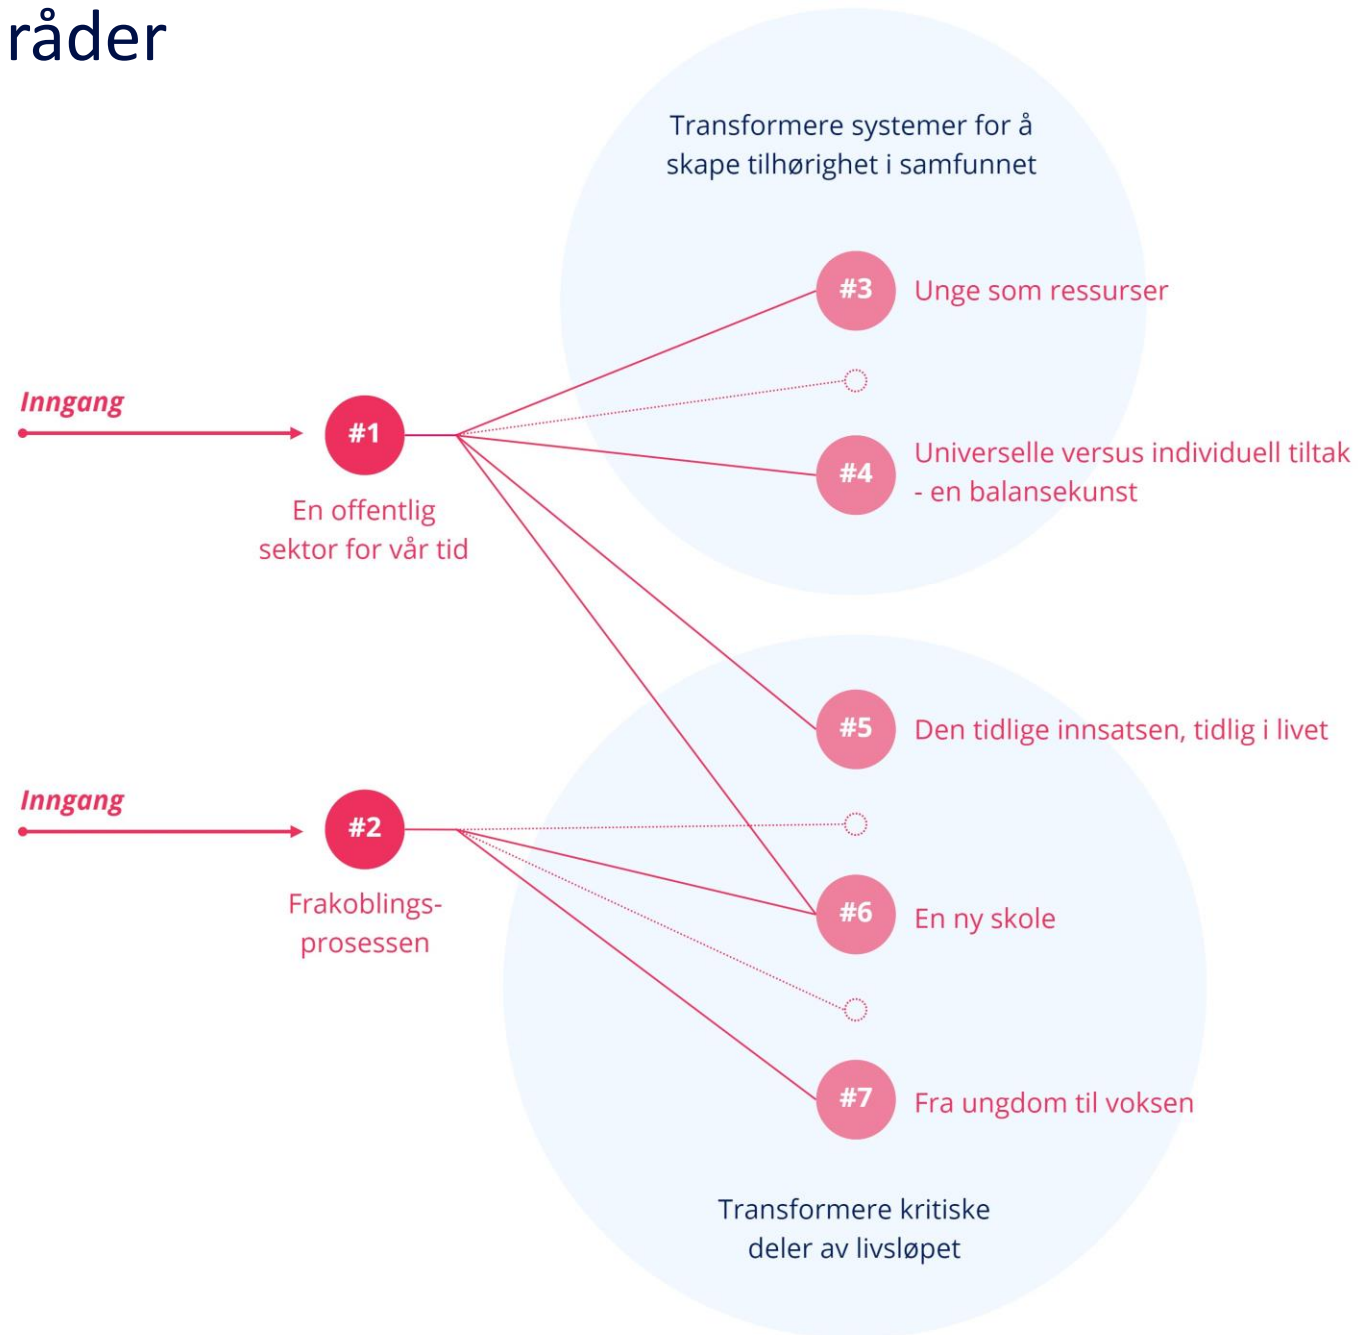 råder
Transformere systemer for å
skape tilhørighet i samfunnet
#3
Unge som ressurser
Inngang
#1
En offentlig
sektor for vår tid
#4
Universelle versus individuell tiltak
- en balansekunst
#5
Den tidlige innsatsen, tidlig i livet
Inngang
#2
Frakoblings-
prosessen
#6
En ny skole
#7
Fra ungdom til voksen
Transformere kritiske
deler av livsløpet